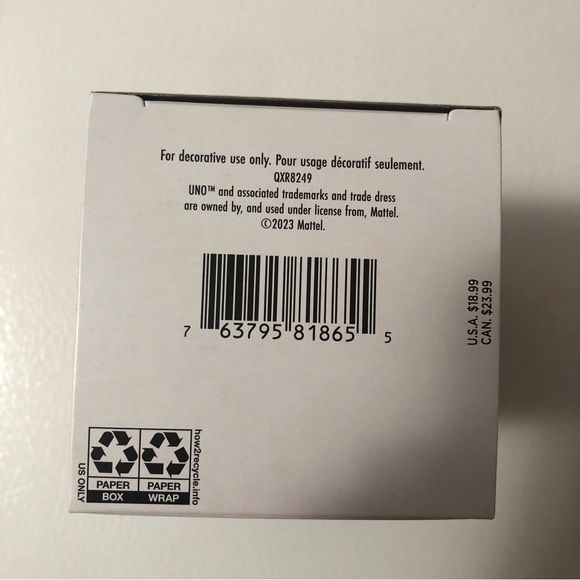 For decorative use only. Pour usage décoratif seulement.
QXR8249
UNO™ and associated trademarks and trade dress
are owned by, and used under license from, Mattel.
©2023 Mattel.
7 63795 81865 5
U.S.A. $18.99
CAN. $23.99
US ONLY
PAPER
BOX
PAPER
WRAP
how2recycle.info